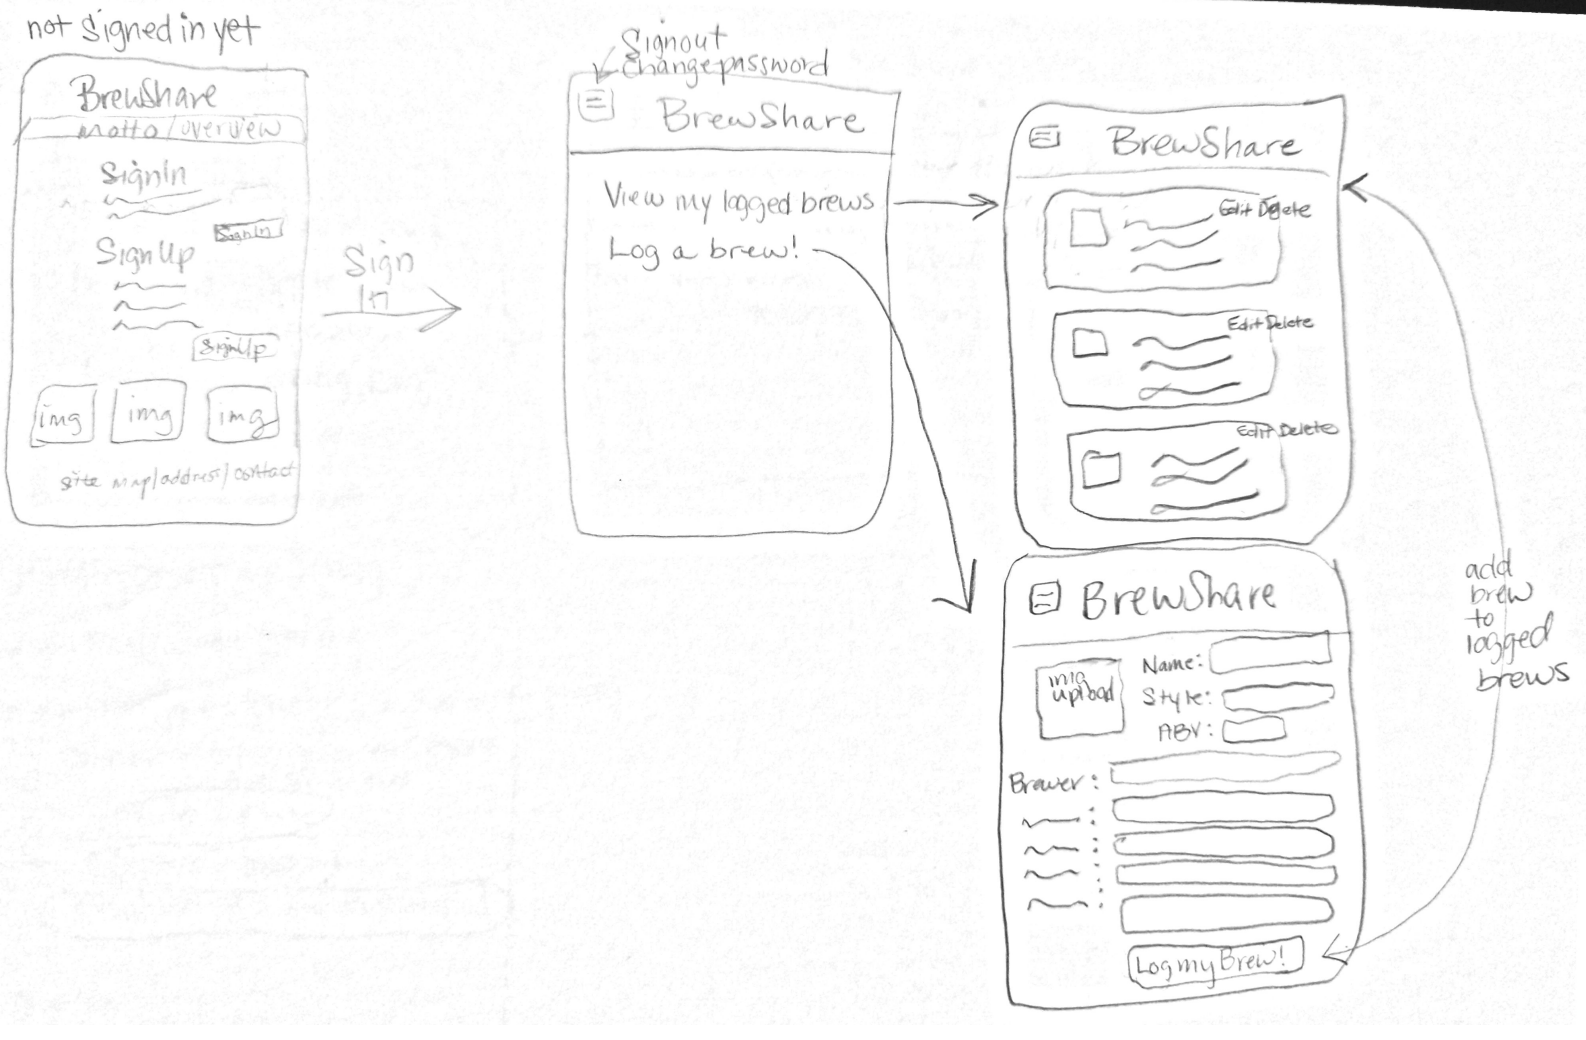 not signed in yet
BrewShare
motto/overview
SignIn
SignIn
SignUp
SignUp
img
img
img
site map/address/contact
Sign
In
Signout
changepassword
BrewShare
View my logged brews
Log a brew!
BrewShare
Edit Delete
Edit Delete
Edit Delete
BrewShare
img
upload
Name:
Style:
ABV:
Brewer:
Log my Brew!
add
brew
to
logged
brews